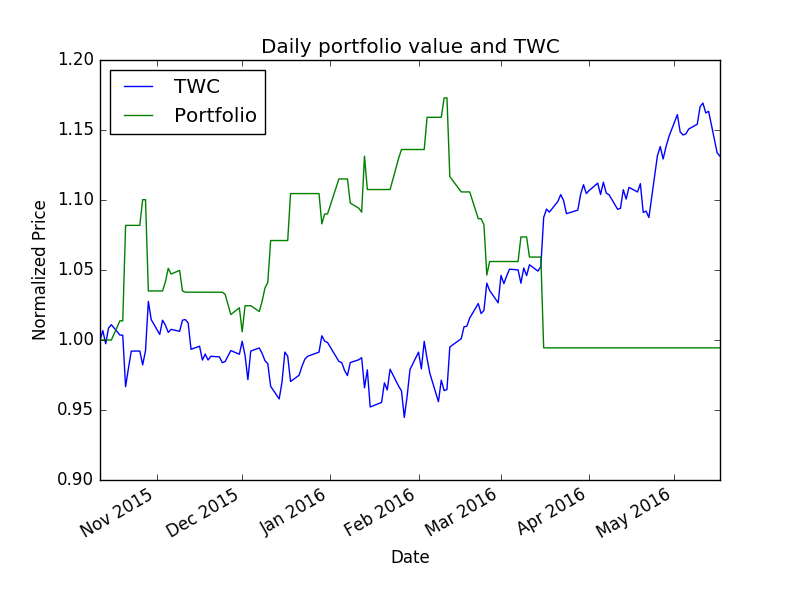 Daily portfolio value and TWC
TWC
Portfolio
1.20
1.15
1.10
1.05
1.00
0.95
0.90
Normalized Price
Nov 2015
Dec 2015
Jan 2016
Feb 2016
Mar 2016
Apr 2016
May 2016
Date